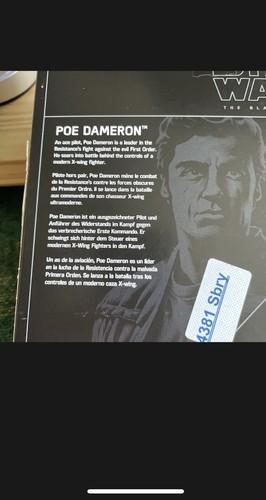 WA
THE BLA
POE DAMERON™
An ace pilot, Poe Dameron is a leader in the
Resistance's fight against the evil First Order.
He soars into battle behind the controls of a
modern X-wing fighter.
Pilote hors pair, Poe Dameron mène le combat
de la Resistance contre les forces obscures
du Premier Ordre. Il se lance dans la bataille
aux commandes de son chasseur X-wing
ultramoderne.
Poe Dameron ist ein ausgezeichneter Pilot und
Anführer des Widerstands im Kampf gegen
das verbrecherische Erste Kommando. Er
schwingt sich hinter den Steuer eines
modernen X-Wing Fighters in den Kampf.
Un as de la aviación, Poe Dameron es un líder
en la lucha de la Resistencia contra la malvada
Primera Orden. Se lanza a la batalla tras los
controles de un moderno caza X-wing.
4381 Sbry